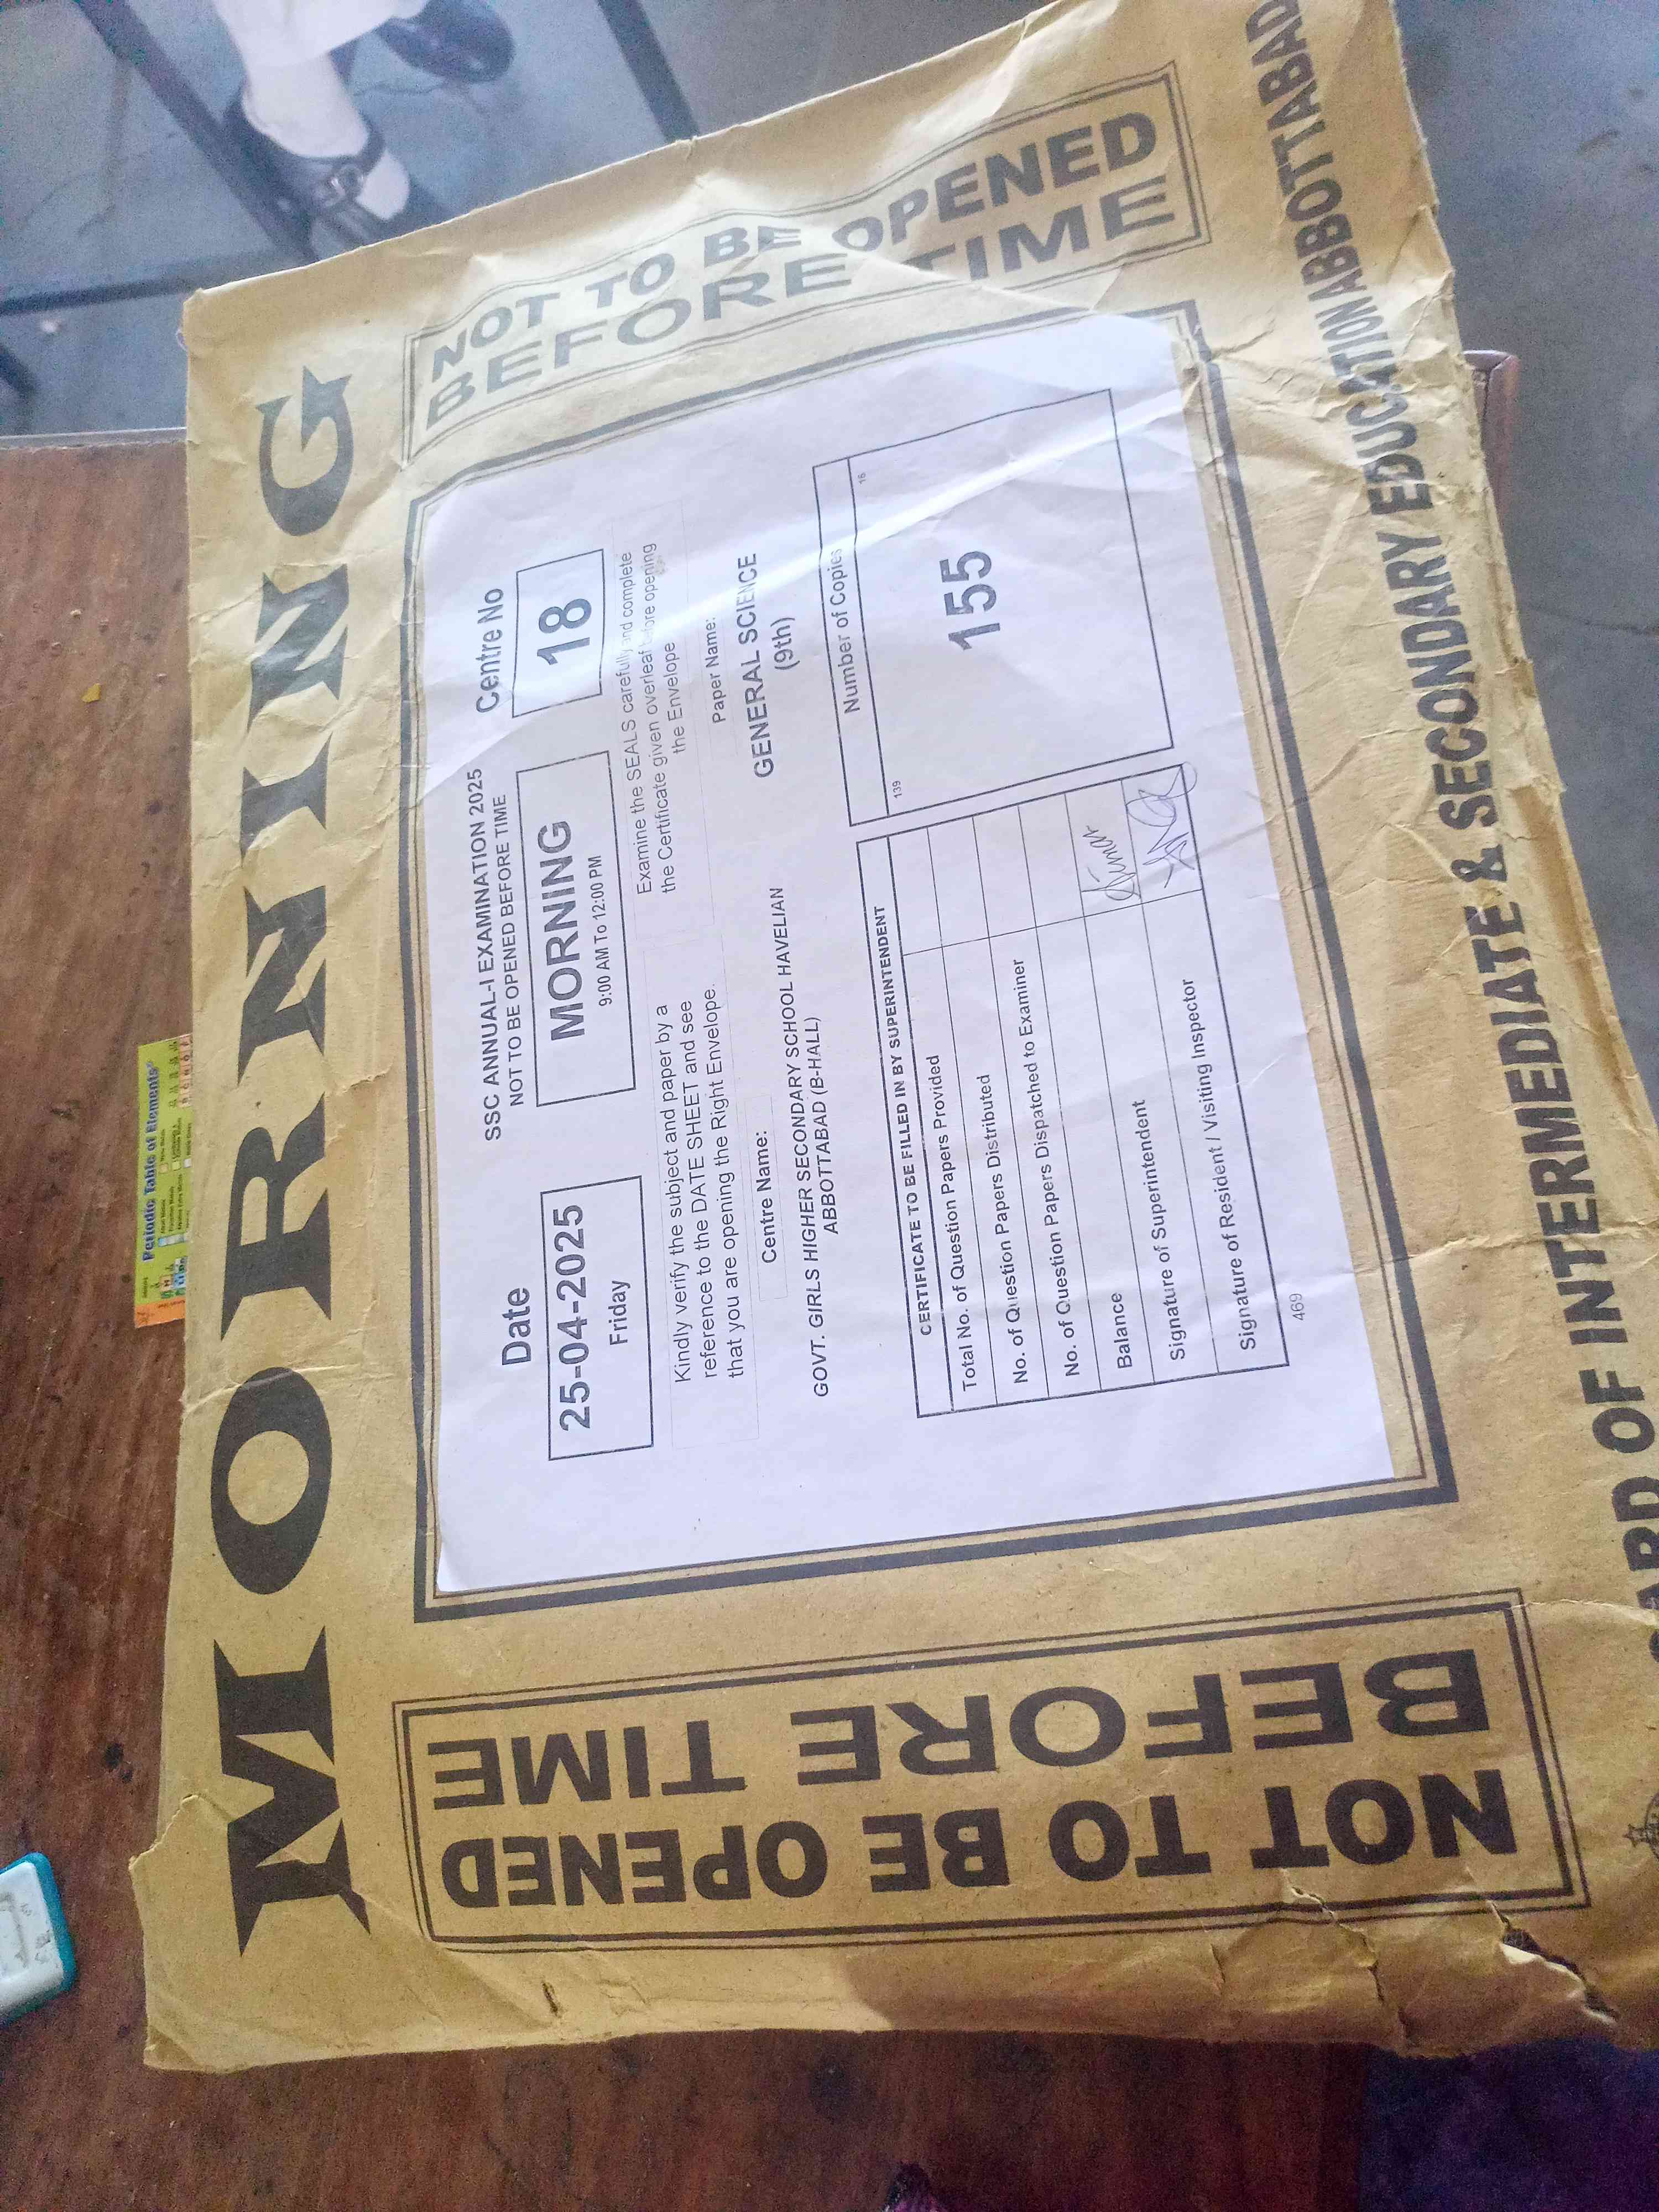 MORNING
NOT TO BE OPENED
BEFORE TIME
SSC ANNUAL-I EXAMINATION 2025
NOT TO BE OPENED BEFORE TIME
Date
25-04-2025
Friday
MORNING
9:00 AM To 12:00 PM
Centre No
18
Kindly verify the subject and paper by a
reference to the DATE SHEET and see
that you are opening the Right Envelope.
Examine the SEALS carefully and complete
the Certificate given overleaf before opening
the Envelope
Centre Name:
GOVT. GIRLS HIGHER SECONDARY SCHOOL HAVELIAN
ABBOTTABAD (B-HALL)
Paper Name:
GENERAL SCIENCE
(9th)
CERTIFICATE TO BE FILLED IN BY SUPERINTENDENT
Total No. of Question Papers Provided
No. of Question Papers Distributed
No. of Question Papers Dispatched to Examiner
Balance
Signature of Superintendent
Signature of Resident / Visiting Inspector
469
Number of Copies
139
16
155
NOT TO BE OPENED
BEFORE TIME
ARD OF INTERMEDIATE & SECONDARY EDUCATION ABBOTTABAD
Periodic Table of Elements